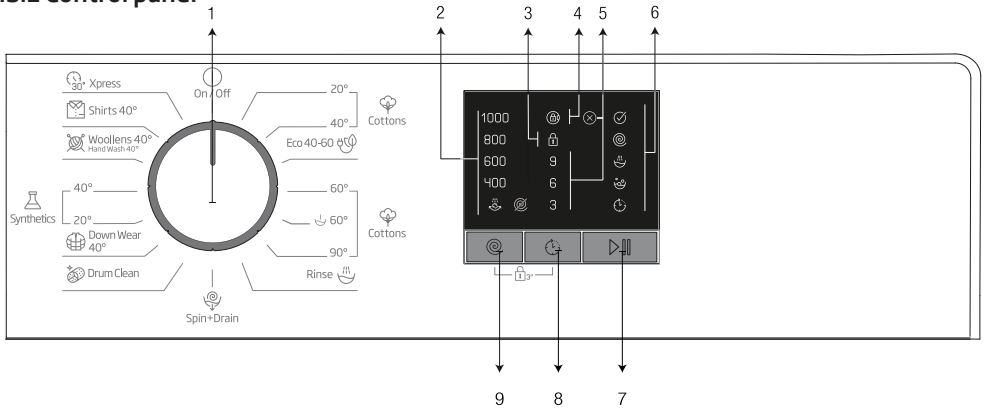 Control panel
1
2
3
4
5
6
30' Xpress
Shirts 40°
Woollens 40°
Hand Wash 40°
40°
Synthetics
20°
Down Wear
40°
Drum Clean
On / Off
20°
40°
Cottons
Eco 40-60
60°
60°
Cottons
90°
Rinse
Spin+Drain
1000
800
600
9
400
6
3
3"
9
8
7